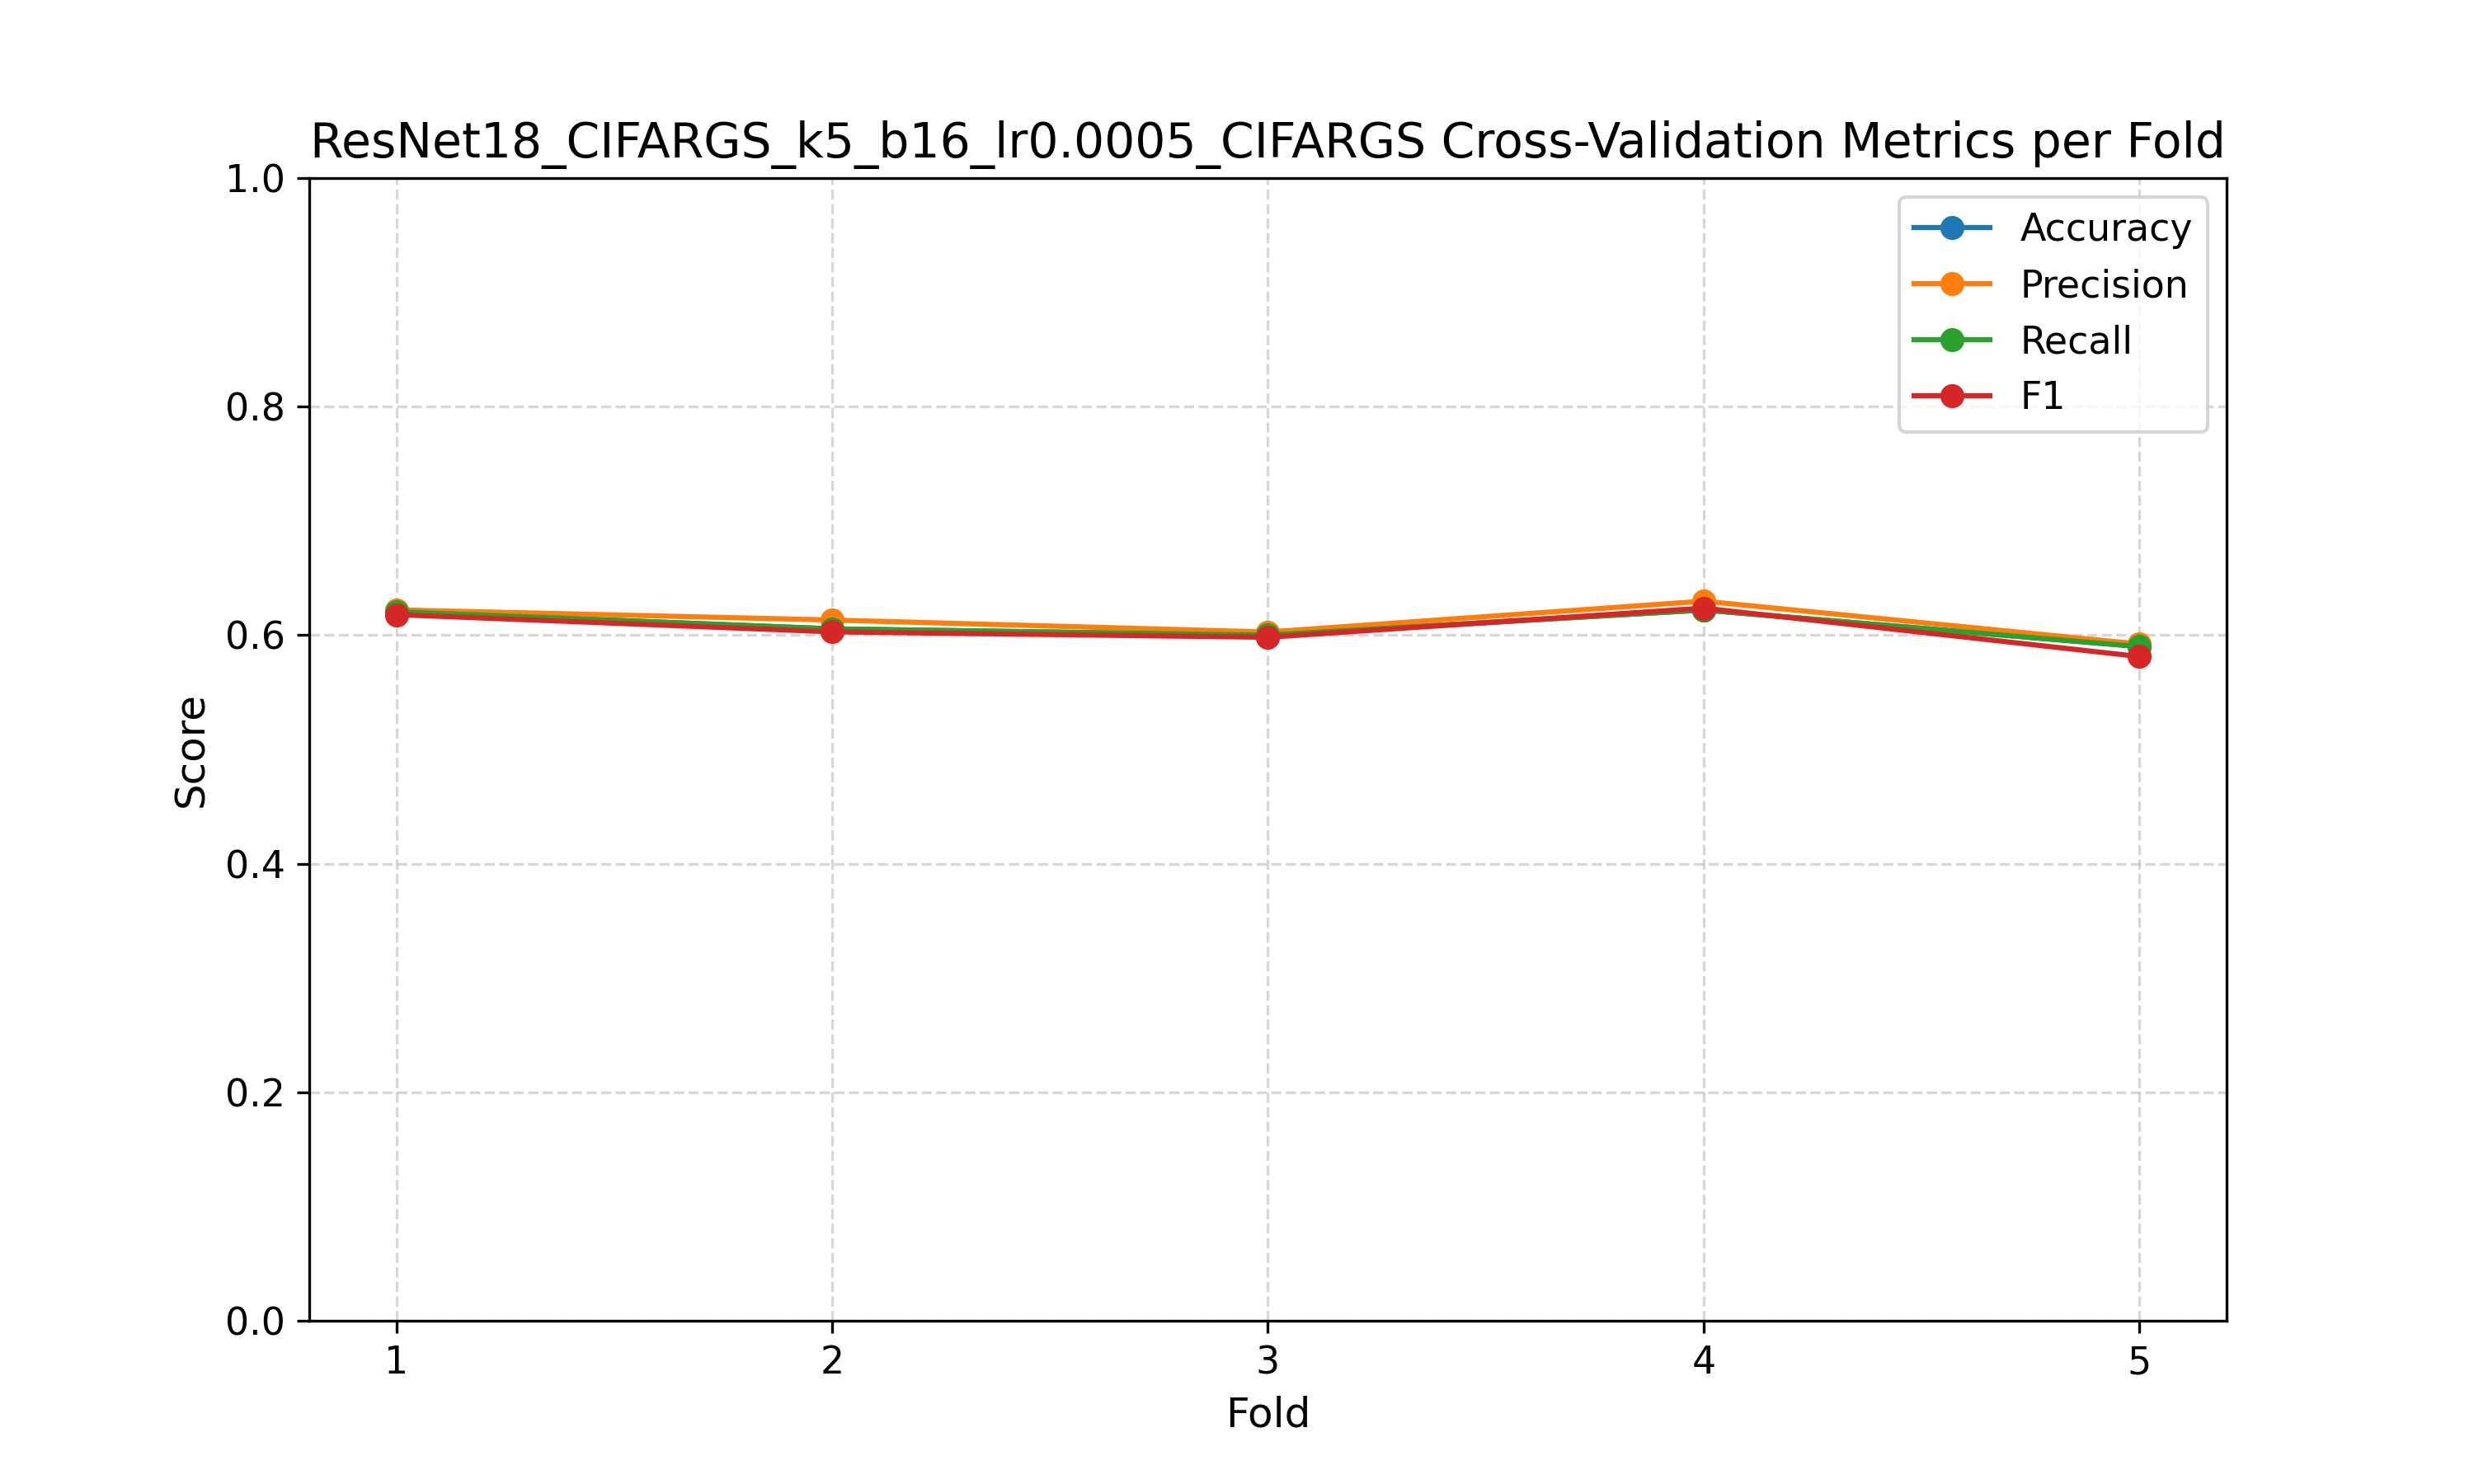 ResNet18_CIFARGS_k5_b16_lr0.0005_CIFARGS Cross-Validation Metrics per Fold
1.0
0.8
0.6
0.4
0.2
0.0
Score
Accuracy
Precision
Recall
F1
1 2 3 4 5
Fold